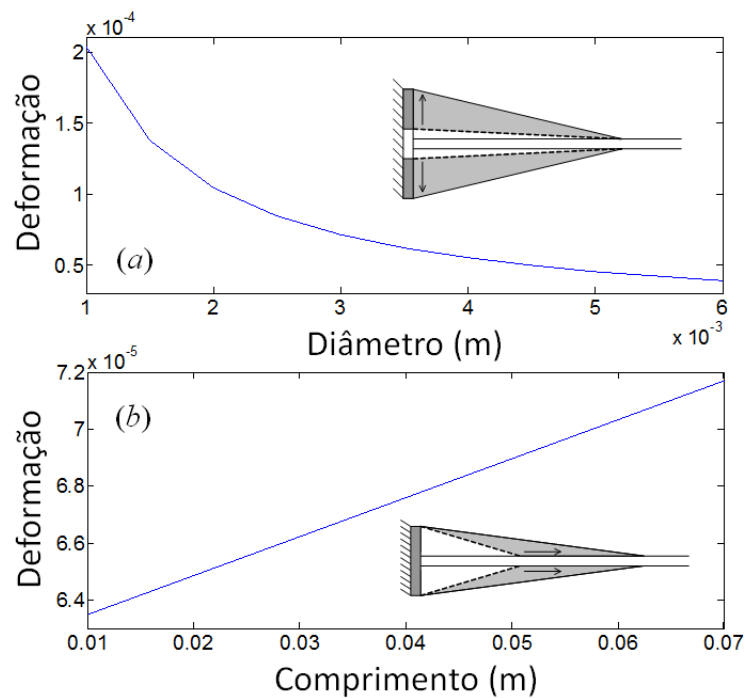 x 10⁻⁴
2
1.5
1
0.5
Deformação
(a)
1 2 3 4 5 6
x 10⁻³
Diâmetro (m)
x 10⁻⁵
7.2
7
6.8
6.6
6.4
Deformação
(b)
0.01 0.02 0.03 0.04 0.05 0.06 0.07
Comprimento (m)